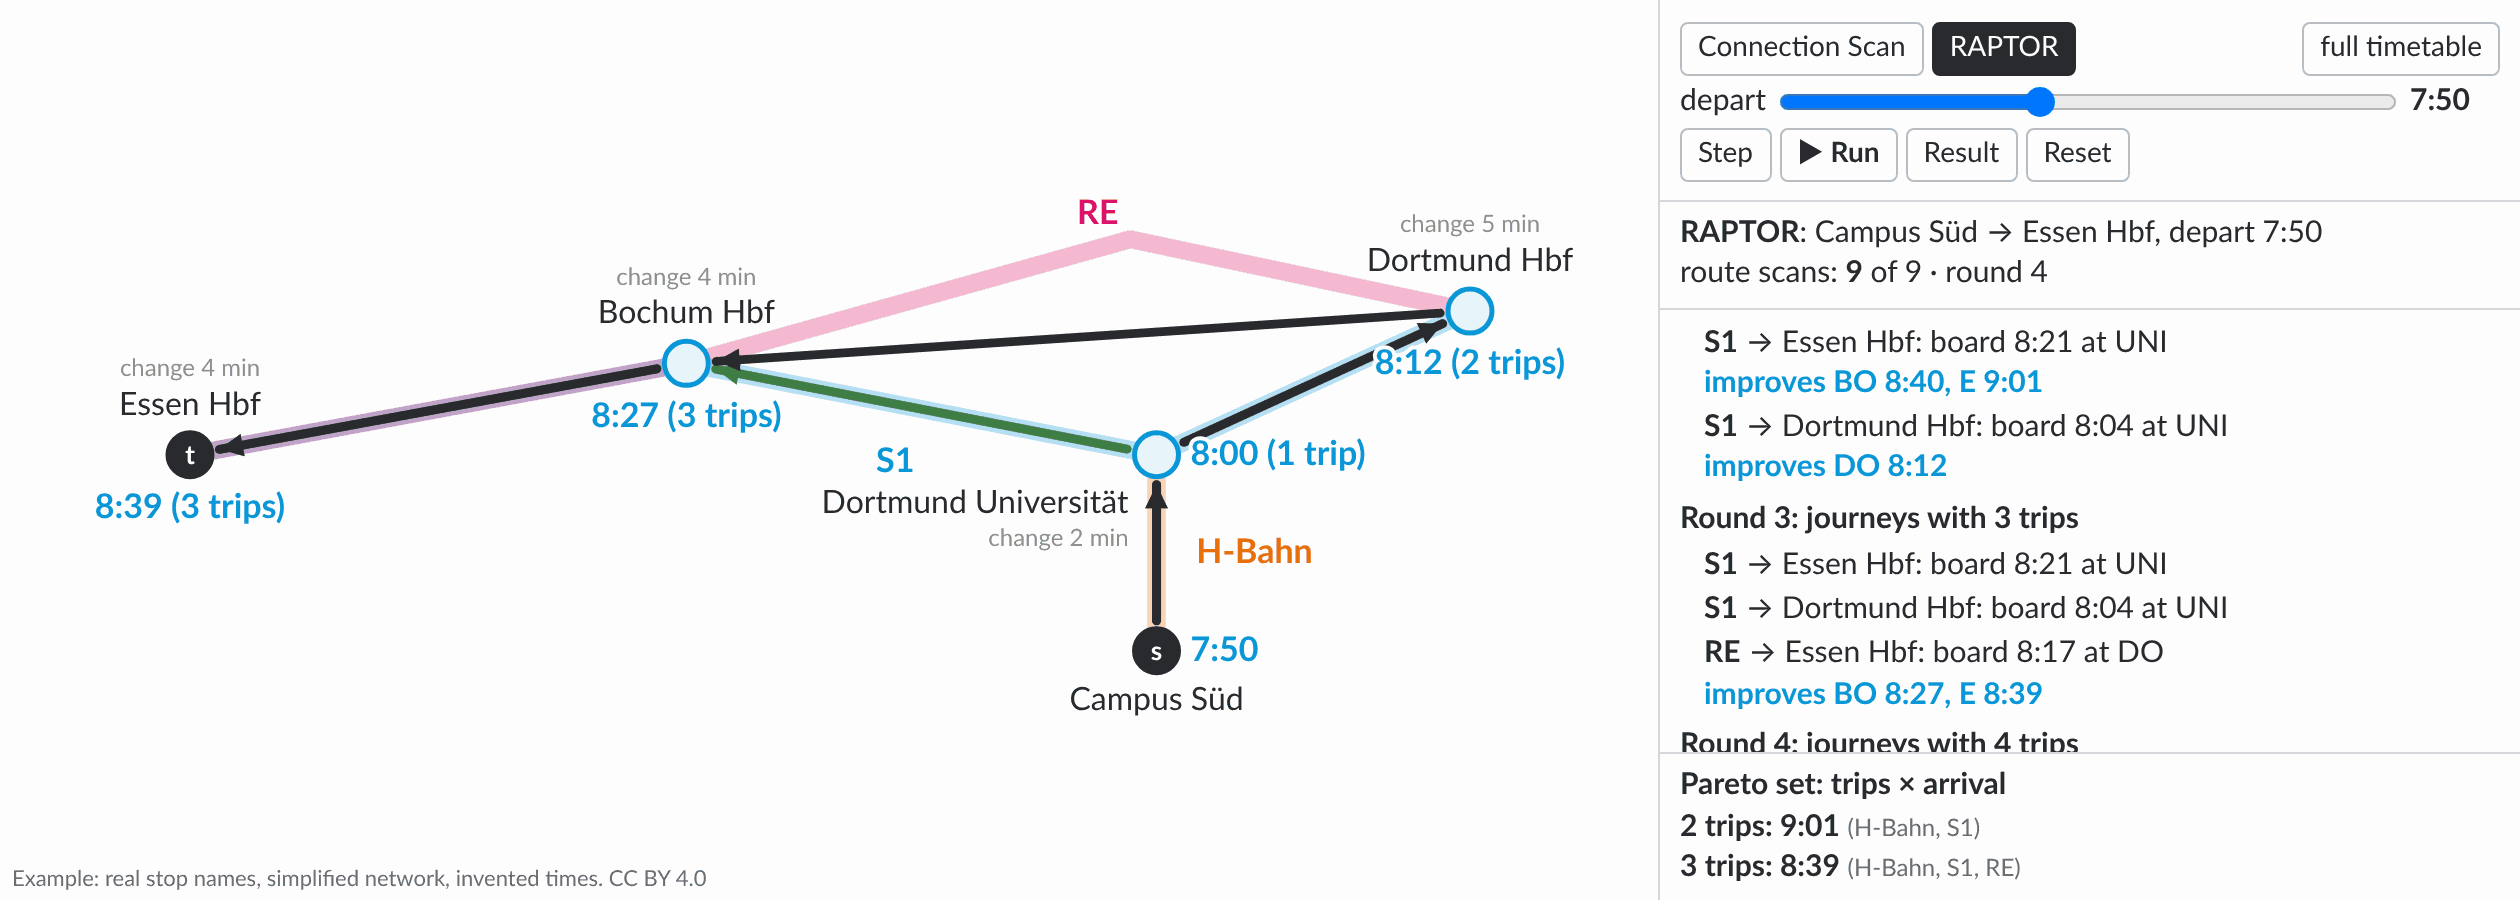 RE
change 5 min
Dortmund Hbf
change 4 min
Bochum Hbf
8:12 (2 trips)
change 4 min
Essen Hbf
8:27 (3 trips)
t
8:00 (1 trip)
S1
8:39 (3 trips)
Dortmund Universität
change 2 min
H-Bahn
s 7:50
Campus Süd
Example: real stop names, simplified network, invented times. CC BY 4.0
Connection Scan RAPTOR full timetable
depart 7:50
Step ▶ Run Result Reset
RAPTOR: Campus Süd → Essen Hbf, depart 7:50
route scans: 9 of 9 · round 4
S1 → Essen Hbf: board 8:21 at UNI
improves BO 8:40, E 9:01
S1 → Dortmund Hbf: board 8:04 at UNI
improves DO 8:12
Round 3: journeys with 3 trips
S1 → Essen Hbf: board 8:21 at UNI
S1 → Dortmund Hbf: board 8:04 at UNI
RE → Essen Hbf: board 8:17 at DO
improves BO 8:27, E 8:39
Round 4: journeys with 4 trips
Pareto set: trips × arrival
2 trips: 9:01 (H-Bahn, S1)
3 trips: 8:39 (H-Bahn, S1, RE)